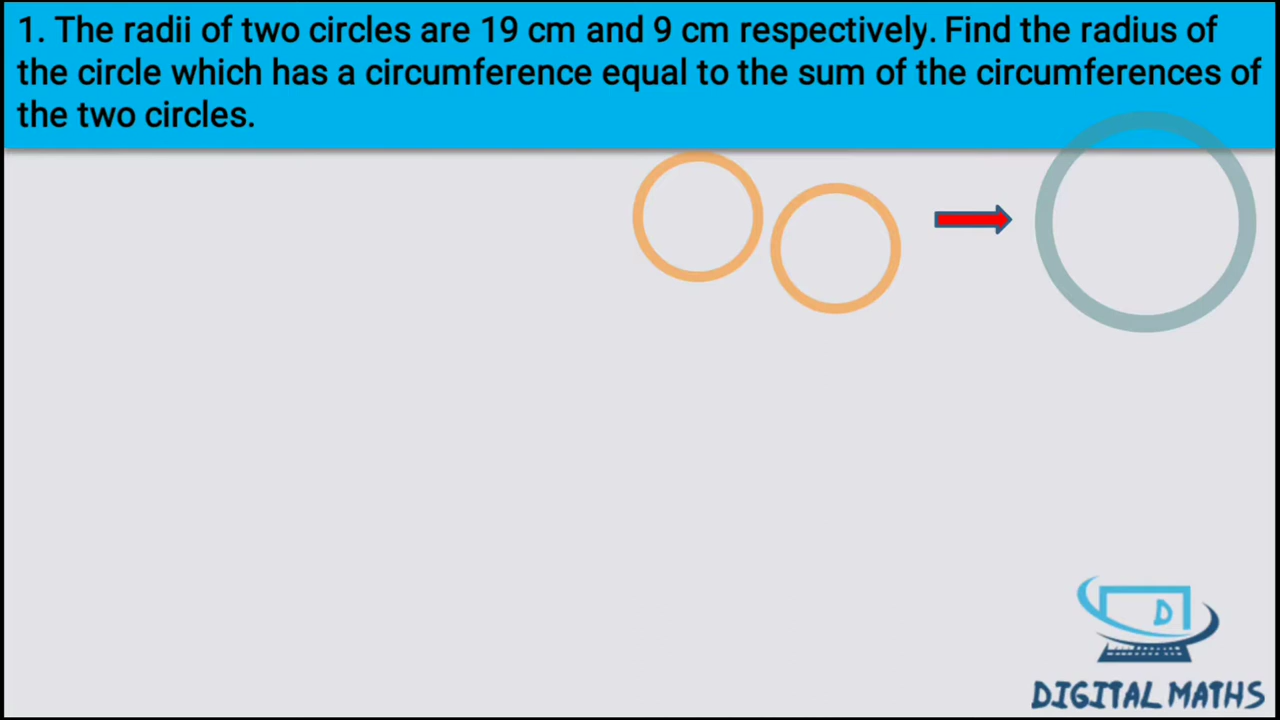 1. The radii of two circles are 19 cm and 9 cm respectively. Find the radius of
the circle which has a circumference equal to the sum of the circumferences of
the two circles.
D
DIGITAL MATHS